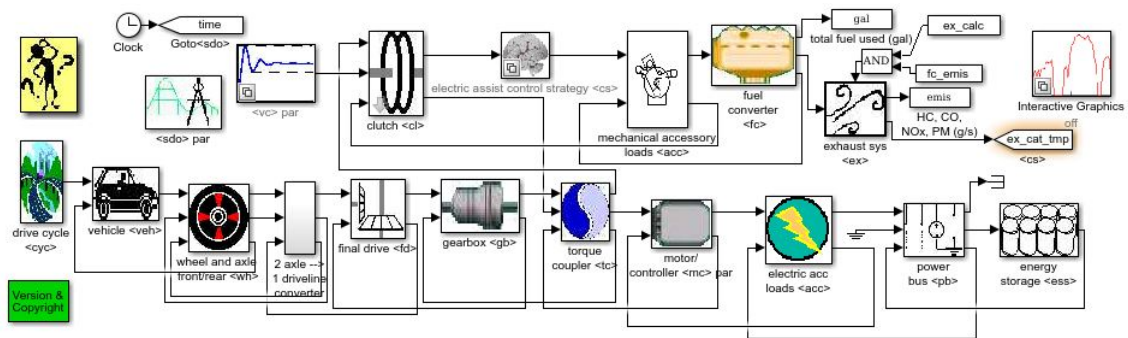 time
Clock
Goto<sdo>
<sdo> par
<vc> par
clutch <cl>
electric assist control strategy <cs>
mechanical accessory
loads <acc>
fuel
converter
<fc>
gal
total fuel used (gal)
ex_calc
AND
fc_emis
emis
HC, CO,
NOx, PM (g/s)
exhaust sys
<ex>
Interactive Graphics
off
ex_cat_tmp
<cs>
drive cycle
<cyc>
vehicle <veh>
wheel and axle
front/rear <wh>
2 axle -->
1 driveline
converter
final drive <fd>
gearbox <gb>
torque
coupler <tc>
motor/
controller <mc> par
electric acc
loads <acc>
power
bus <pb>
energy
storage <ess>
Version &
Copyright